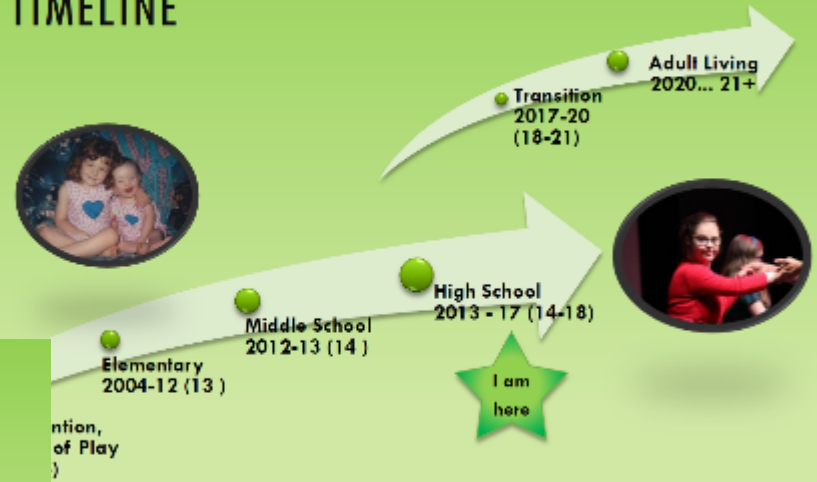 TIMELINE
Adult Living
2020... 21+
Transition
2017-20
(18-21)
High School
2013 - 17 (14-18)
Middle School
2012-13 (14 )
Elementary
2004-12 (13 )
I am
here
of Play